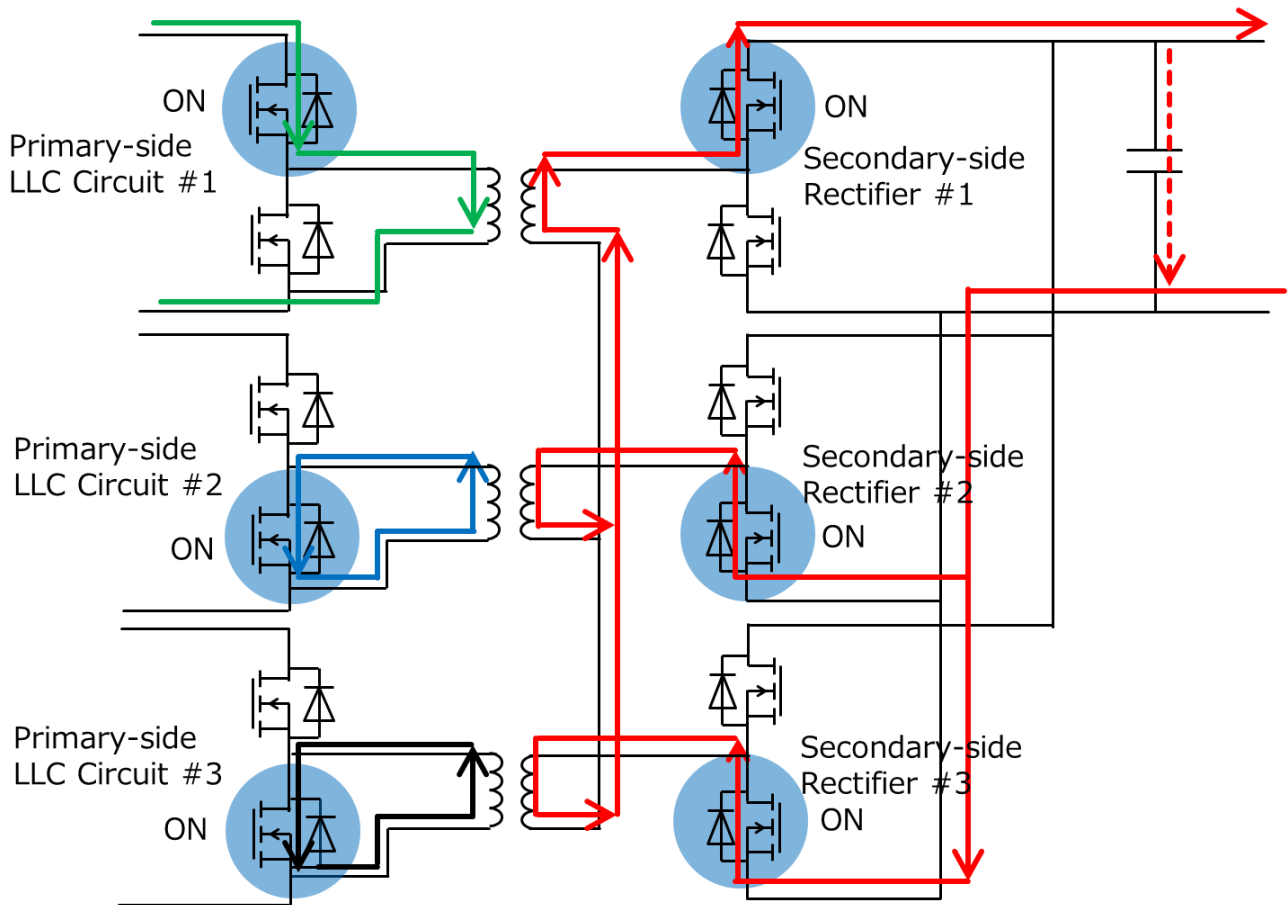 ON
Primary-side
LLC Circuit #1
ON
Secondary-side
Rectifier #1
Primary-side
LLC Circuit #2
ON
Secondary-side
Rectifier #2
ON
Primary-side
LLC Circuit #3
ON
Secondary-side
Rectifier #3
ON